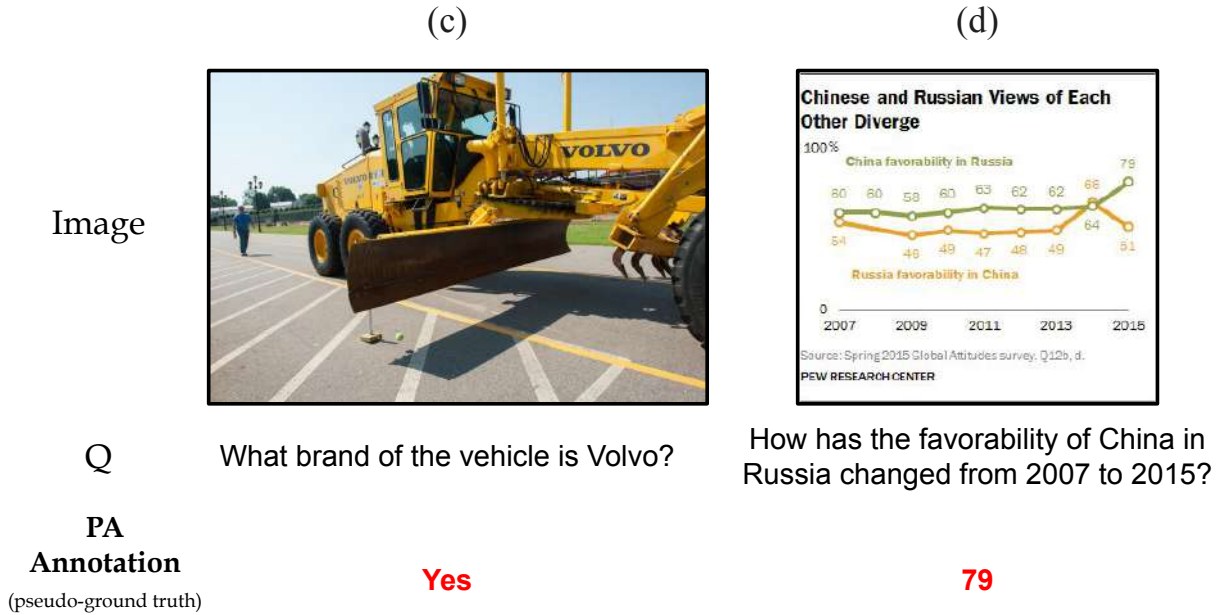 (c)
(d)
Image
VOLVO
VOLVO
Chinese and Russian Views of Each
Other Diverge
100%
China favorability in Russia
79
60 60 58 60 63 62 62 66
64
54 46 49 47 48 49 51
Russia favorability in China
0
2007 2009 2011 2013 2015
Source: Spring 2015 Global Attitudes survey. Q12b, d.
PEW RESEARCH CENTER
Q
What brand of the vehicle is Volvo?
How has the favorability of China in
Russia changed from 2007 to 2015?
PA
Annotation
(pseudo-ground truth)
Yes
79